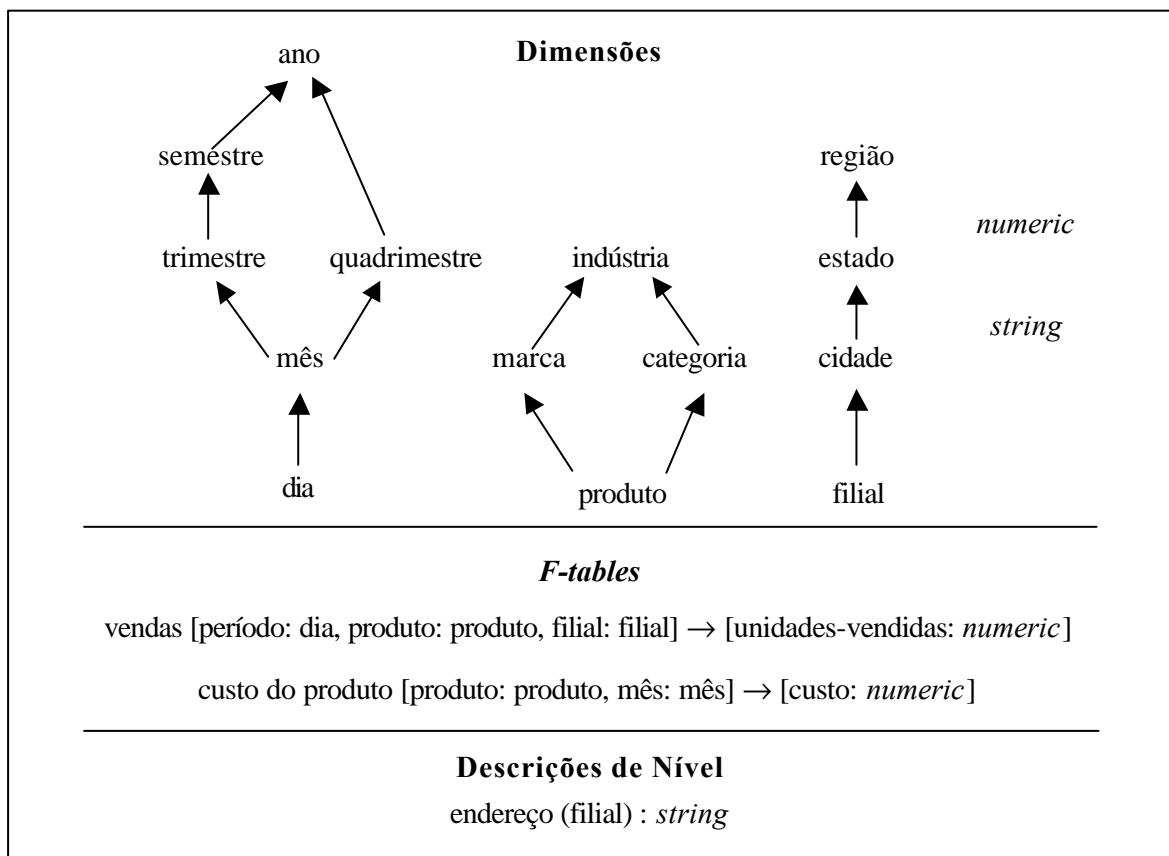 Dimensões
ano
semestre
região
numeric
trimestre
quadrimestre
indústria
estado
string
mês
marca
categoria
cidade
dia
produto
filial
F-tables
vendas [período: dia, produto: produto, filial: filial] → [unidades-vendidas: numeric]
custo do produto [produto: produto, mês: mês] → [custo: numeric]
Descrições de Nível
endereço (filial) : string